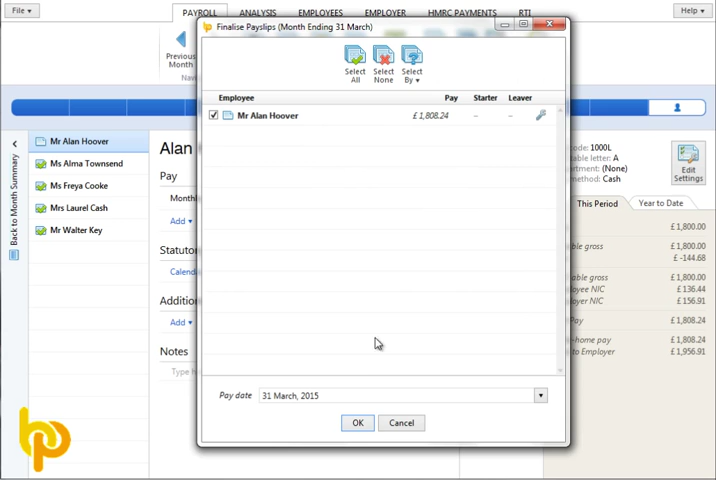 File
PAYROLL ANALYSIS EMPLOYEES EMPLOYER HMRC PAYMENTS RTI
Help
Previous
Month
Back to Month Summary
Mr Alan Hoover
Ms Alma Townsend
Ms Freya Cooke
Mrs Laurel Cash
Mr Walter Key
Alan
Pay
Add
Calend
Add
Notes
Type h
bp
Finalise Payslips (Month Ending 31 March)
Select
All
Select
None
Select
By
Employee Pay Starter Leaver
Mr Alan Hoover £ 1,808.24 – –
Pay date 31 March, 2015
OK Cancel
code: 1000L
able letter: A
artment: (None)
method: Cash
Edit
Settings
This Period Year to Date
£ 1,800.00
ble gross £ 1,800.00
£ -144.68
able gross £ 1,800.00
oyee NIC £ 136.44
oyer NIC £ 156.91
Pay £ 1,808.24
-home pay £ 1,808.24
to Employer £ 1,956.91